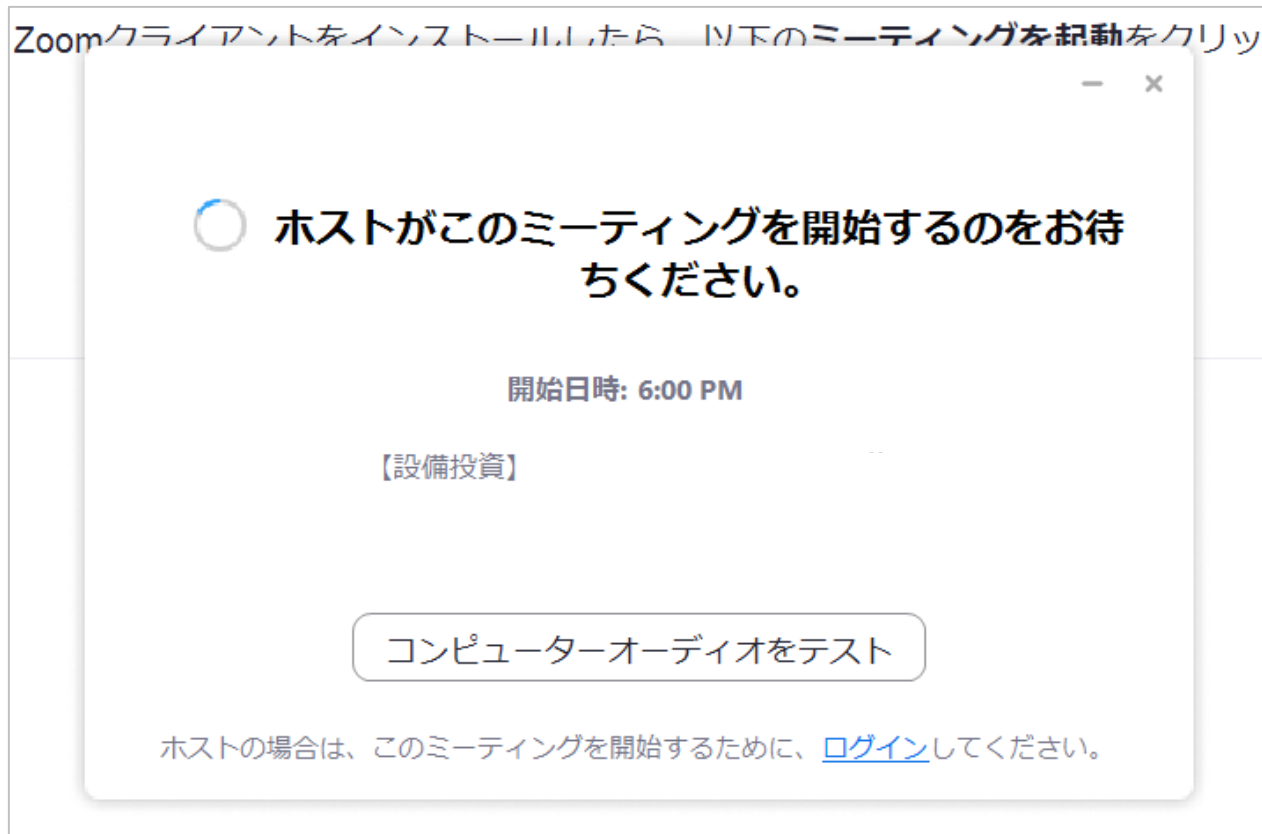 Zoomクライアントをインストールしたら、以下のミーティングを起動をクリッ
ホストがこのミーティングを開始するのをお待
ちください。
開始日時: 6:00 PM
【設備投資】
コンピューターオーディオをテスト
ホストの場合は、このミーティングを開始するために、ログインしてください。